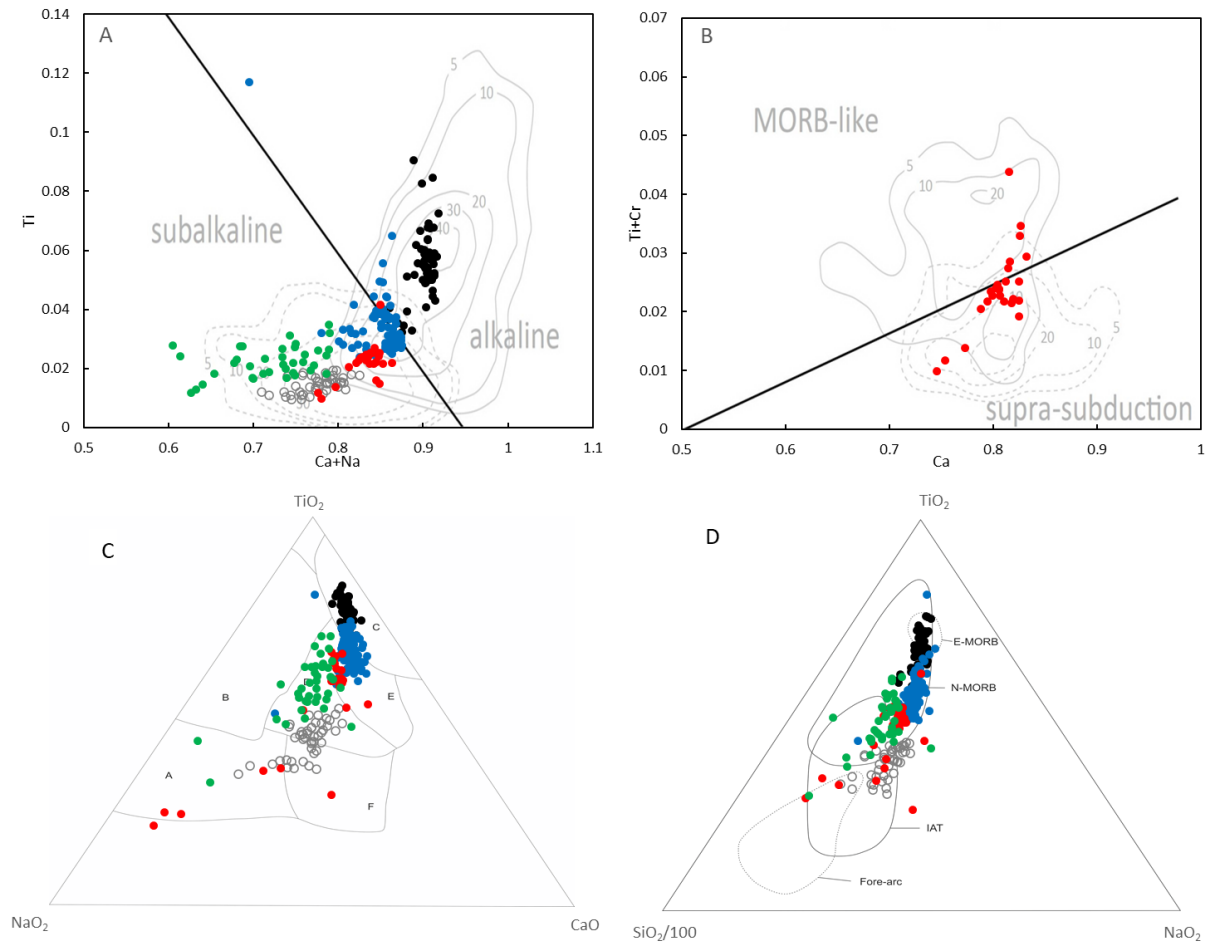 A
0.14
0.12
0.1
0.08
0.06
0.04
0.02
0
Ti
0.5
0.6
0.7
0.8
0.9
1
1.1
Ca+Na
subalkaline
alkaline
5
10
20
30
40
5
10
30
B
0.07
0.06
0.05
0.04
0.03
0.02
0.01
0
Ti+Cr
0.5
0.6
0.7
0.8
0.9
1
Ca
MORB-like
supra-subduction
5
10
20
10
20
10
5
C
TiO₂
NaO₂
CaO
A
B
C
D
E
F
D
TiO₂
SiO₂/100
NaO₂
E-MORB
N-MORB
IAT
Fore-arc